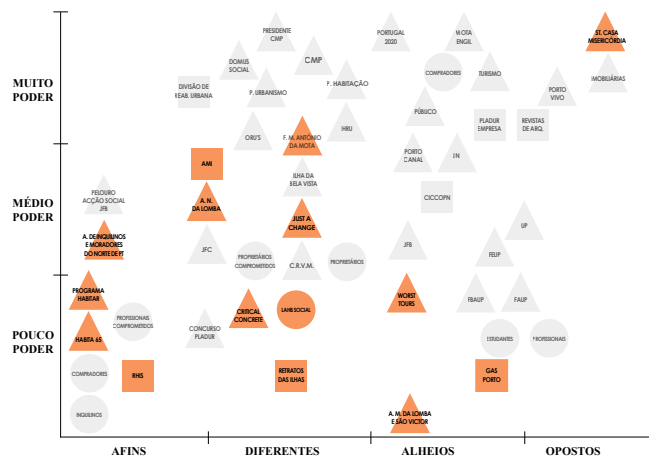 PRESIDENTE
CMP
PORTUGAL
2020
MOTA
ENGIL
ST. CASA
MISERICÓRDIA
DOMUS
SOCIAL
CMP
COMPRADORES
TURISMO
IMOBILIÁRIAS
MUITO
PODER
DIVISÃO DE
REAB. URBANA
P. URBANISMO
P. HABITAÇÃO
PORTO
VIVO
PÚBLICO
PLADUR
EMPRESA
REVISTAS
DE ARQ.
ORU'S
F. M. ANTONIO
DA MOTA
IHRU
PORTO
CANAL
JN
AMI
ILHA DA
BELA VISTA
MÉDIO
PODER
PELOURO
ACÇÃO SOCIAL
JFB
A. N.
DA LOMBA
CICCOPN
JUST A
CHANGE
UP
A. DE INQUILINOS
E MORADORES
DO NORTE DE PT
JFC
JFB
FEUP
PROPRIETÁRIOS
COMPROMETIDOS
C.R.V.M.
PROPRIETÁRIOS
PROGRAMA
HABITAR
WORST
TOURS
FBAUP
FAUP
PROFISSIONAIS
COMPROMETIDOS
CRITICAL
CONCRETE
LAHB SOCIAL
POUCO
PODER
HABITA 65
CONCURSO
PLADUR
ESTUDANTES
PROFISSIONAIS
COMPRADORES
RHIS
RETRATOS
DAS ILHAS
GAS
PORTO
INQUILINOS
A. M. DA LOMBA
E SÃO VICTOR
AFINS
DIFERENTES
ALHEIOS
OPOSTOS